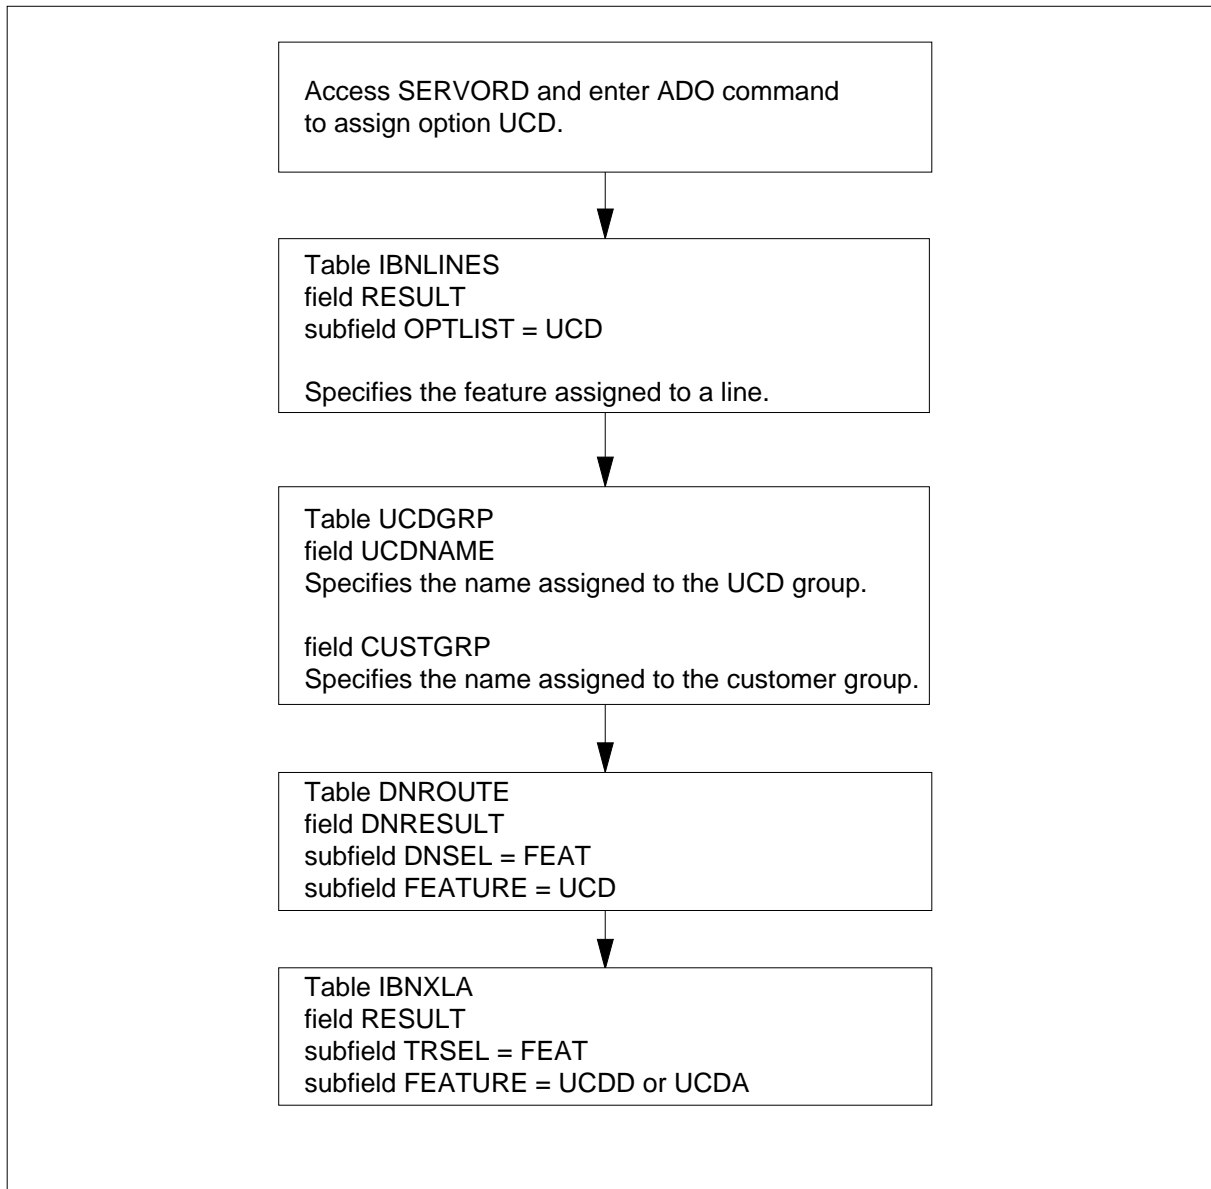 Access SERVORD and enter ADO command
to assign option UCD.
Table IBNLINES
field RESULT
subfield OPTLIST = UCD
Specifies the feature assigned to a line.
Table UCDGRP
field UCDNAME
Specifies the name assigned to the UCD group.
field CUSTGRP
Specifies the name assigned to the customer group.
Table DNROUTE
field DNRESULT
subfield DNSEL = FEAT
subfield FEATURE = UCD
Table IBNXLA
field RESULT
subfield TRSEL = FEAT
subfield FEATURE = UCDD or UCDA